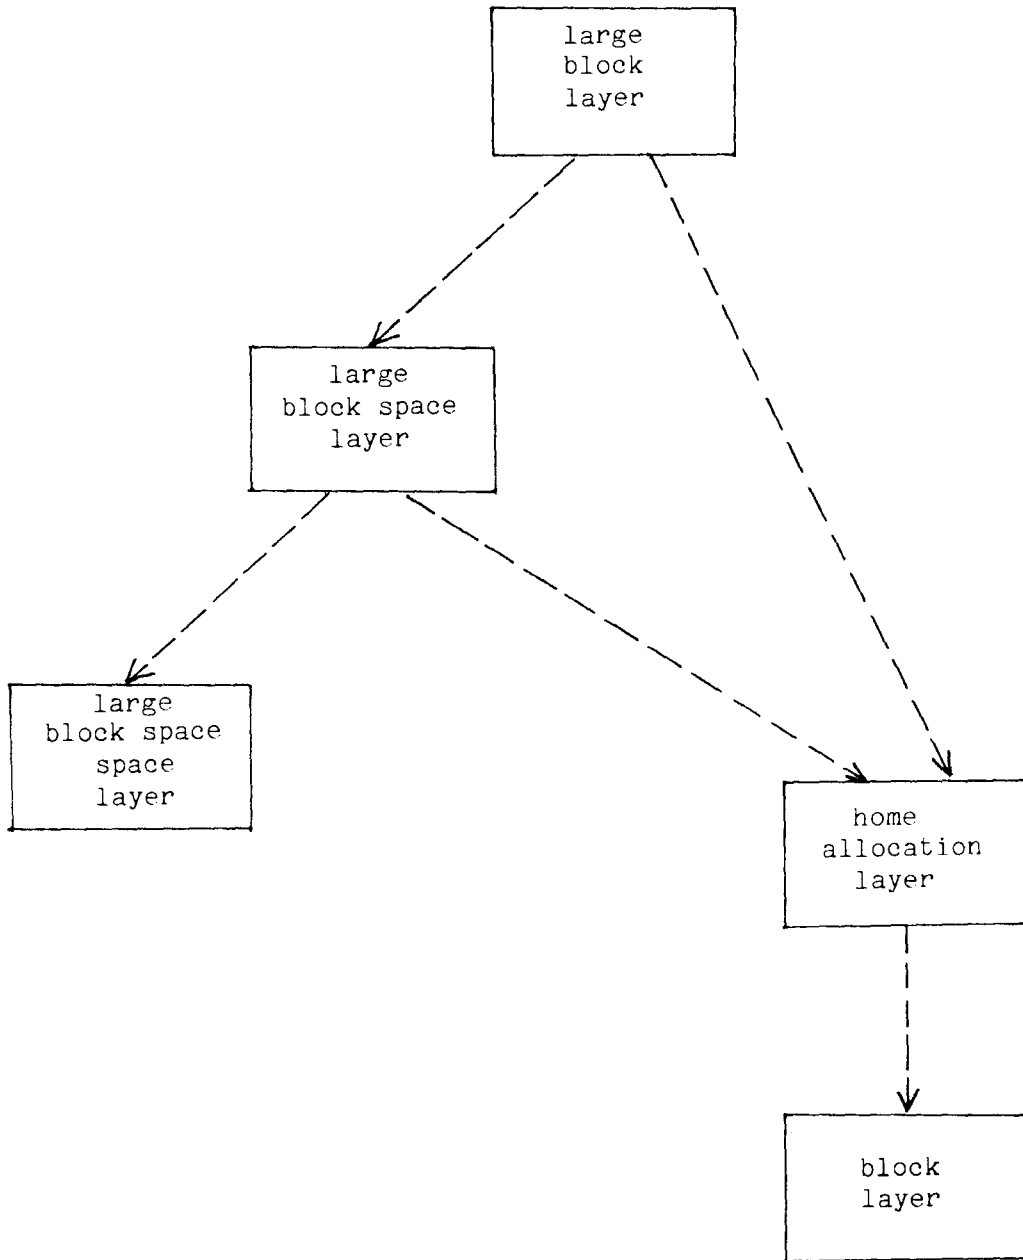 large
block
layer
large
block space
layer
large
block space
space
layer
home
allocation
layer
block
layer